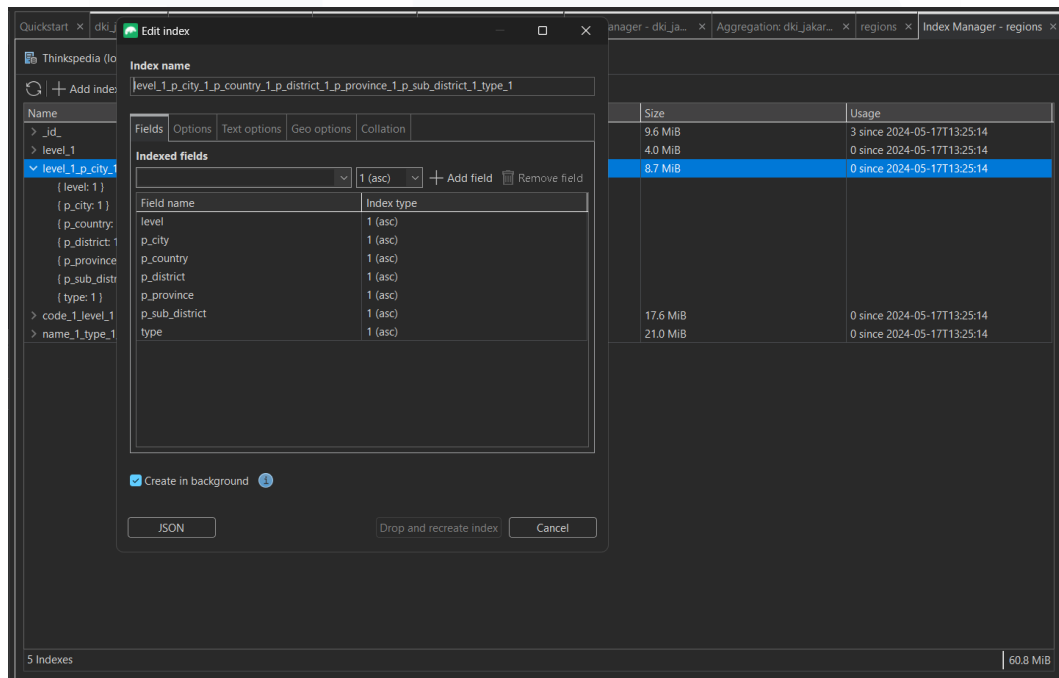 Quickstart × dki_j
anager - dki_ja... × Aggregation: dki_jakar... × regions × Index Manager - regions ×
Edit index
Thinkspedia (lo
Index name
Add index
level_1_p_city_1_p_country_1_p_district_1_p_province_1_p_sub_district_1_type_1
Name Size Usage
_id_ 9.6 MiB 3 since 2024-05-17T13:25:14
level_1 4.0 MiB 0 since 2024-05-17T13:25:14
level_1_p_city_1 8.7 MiB 0 since 2024-05-17T13:25:14
{ level: 1 }
{ p_city: 1 }
{ p_country:
{ p_district: 1
{ p_province
{ p_sub_distr
{ type: 1 }
code_1_level_1 17.6 MiB 0 since 2024-05-17T13:25:14
name_1_type_1 21.0 MiB 0 since 2024-05-17T13:25:14
Fields Options Text options Geo options Collation
Indexed fields
1 (asc) Add field Remove field
Field name Index type
level 1 (asc)
p_city 1 (asc)
p_country 1 (asc)
p_district 1 (asc)
p_province 1 (asc)
p_sub_district 1 (asc)
type 1 (asc)
Create in background i
JSON Drop and recreate index Cancel
5 Indexes 60.8 MiB